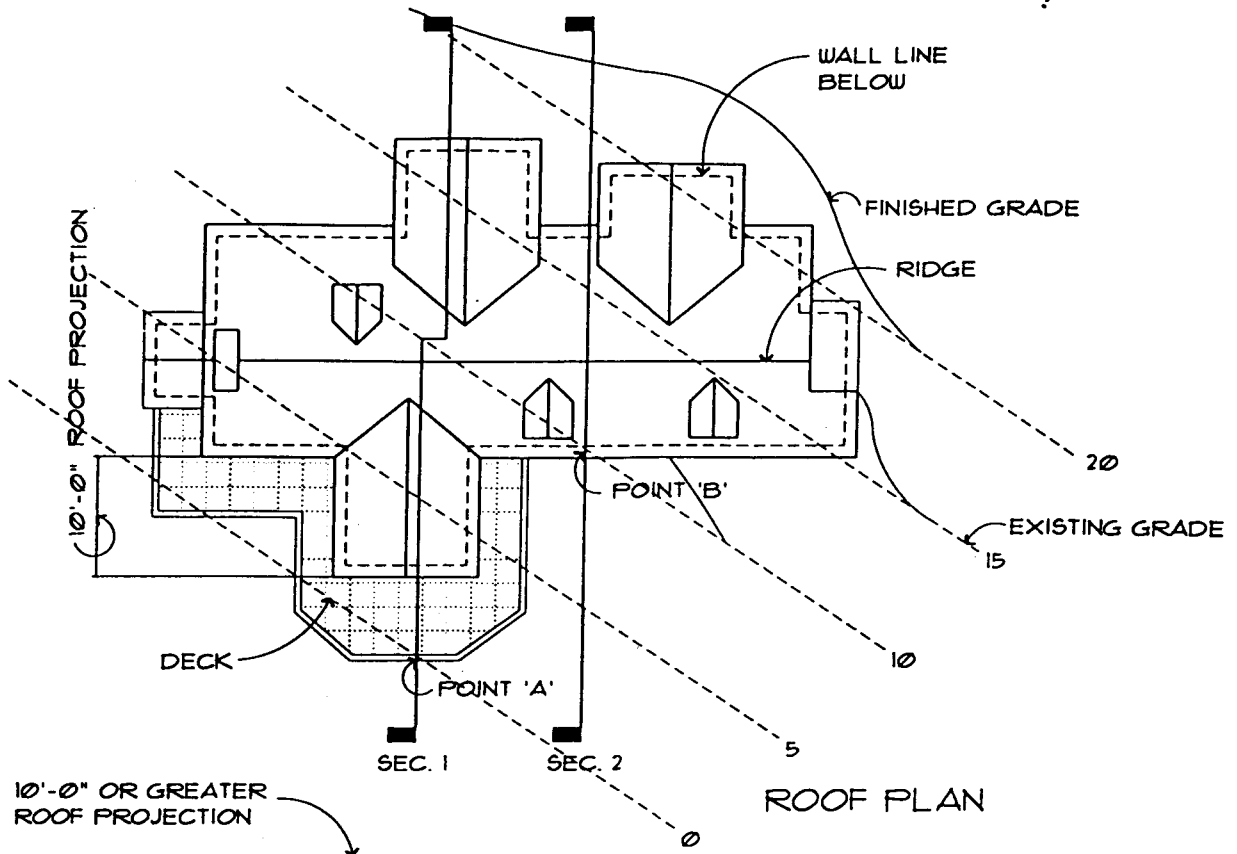 WALL LINE
BELOW
FINISHED GRADE
RIDGE
10'-0" ROOF PROJECTION
20
POINT 'B'
EXISTING GRADE
15
10
DECK
POINT 'A'
5
SEC. 1
SEC. 2
10'-0" OR GREATER
ROOF PROJECTION
ROOF PLAN
0